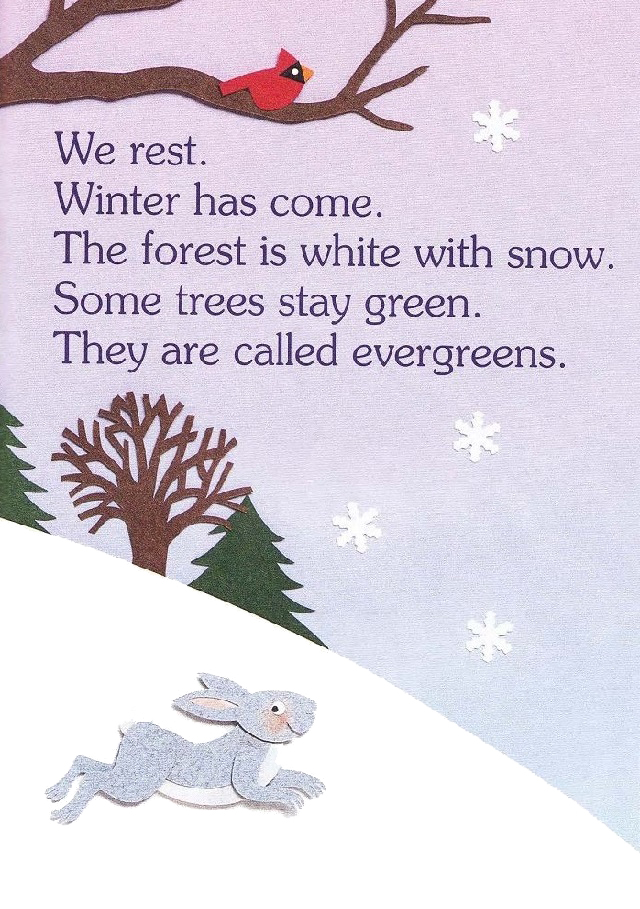 We rest.
Winter has come.
The forest is white with snow.
Some trees stay green.
They are called evergreens.